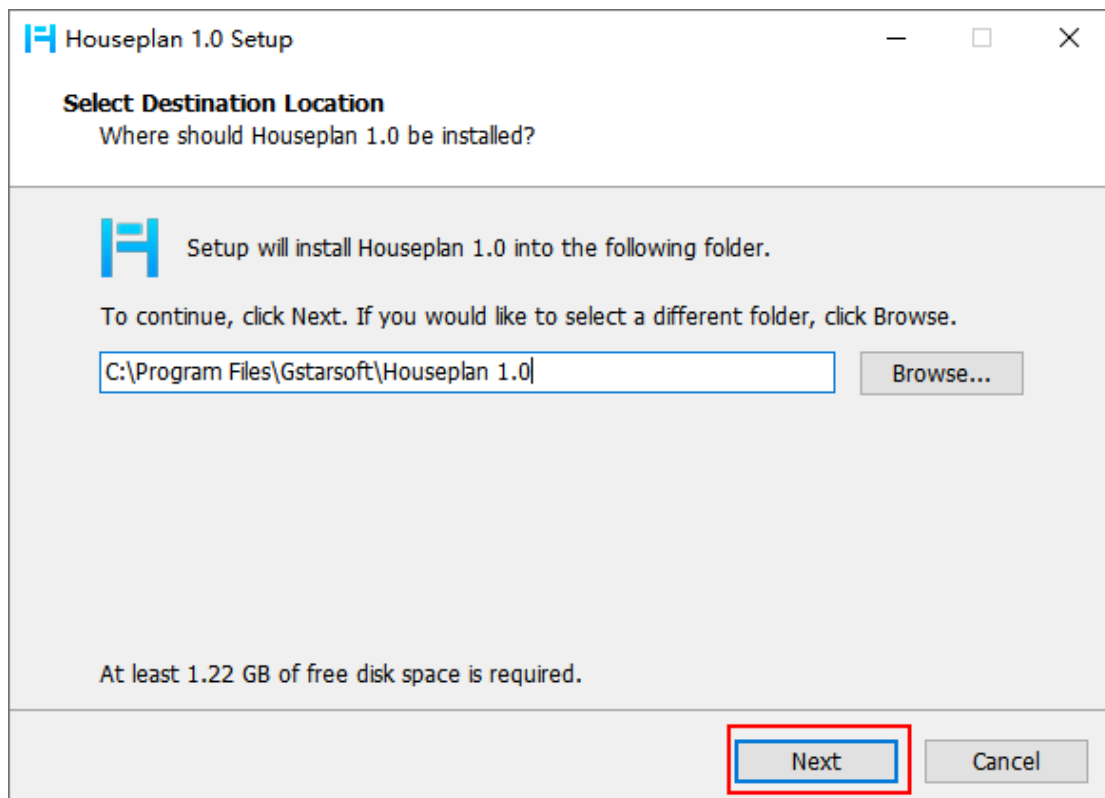 Houseplan 1.0 Setup
Select Destination Location
Where should Houseplan 1.0 be installed?
Setup will install Houseplan 1.0 into the following folder.
To continue, click Next. If you would like to select a different folder, click Browse.
C:\Program Files\Gstarsoft\Houseplan 1.0
Browse...
At least 1.22 GB of free disk space is required.
Next
Cancel